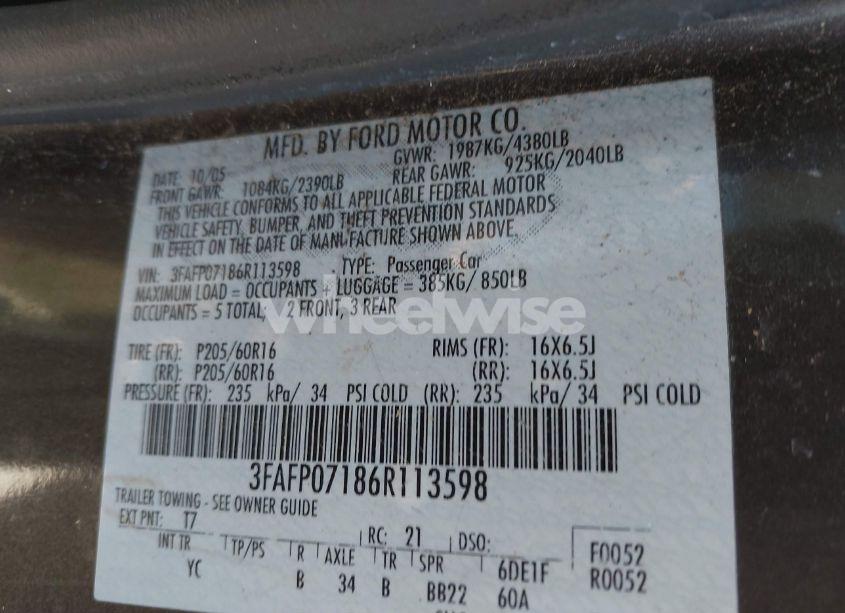 MFD. BY FORD MOTOR CO.
DATE: 10/05 GVWR: 1987KG/4380LB
FRONT GAWR: 1084KG/2390LB REAR GAWR: 925KG/2040LB
THIS VEHICLE CONFORMS TO ALL APPLICABLE FEDERAL MOTOR
VEHICLE SAFETY, BUMPER, AND THEFT PREVENTION STANDARDS
IN EFFECT ON THE DATE OF MANUFACTURE SHOWN ABOVE.
VIN: 3FAFP07186R113598 TYPE: Passenger Car
MAXIMUM LOAD = OCCUPANTS + LUGGAGE = 385KG/ 850LB
OCCUPANTS = 5 TOTAL; 2 FRONT, 3 REAR
wheelwise
TIRE (FR): P205/60R16 RIMS (FR): 16X6.5J
(RR): P205/60R16 (RR): 16X6.5J
PRESSURE (FR): 235 kPa/ 34 PSI COLD (RR): 235 kPa/ 34 PSI COLD
3FAFP07186R113598
TRAILER TOWING - SEE OWNER GUIDE
EXT PNT: T7 RC: 21 DSO: F0052
INT TR TP/PS R AXLE TR SPR 6DE1F R0052
YC B 34 B BB22 60A